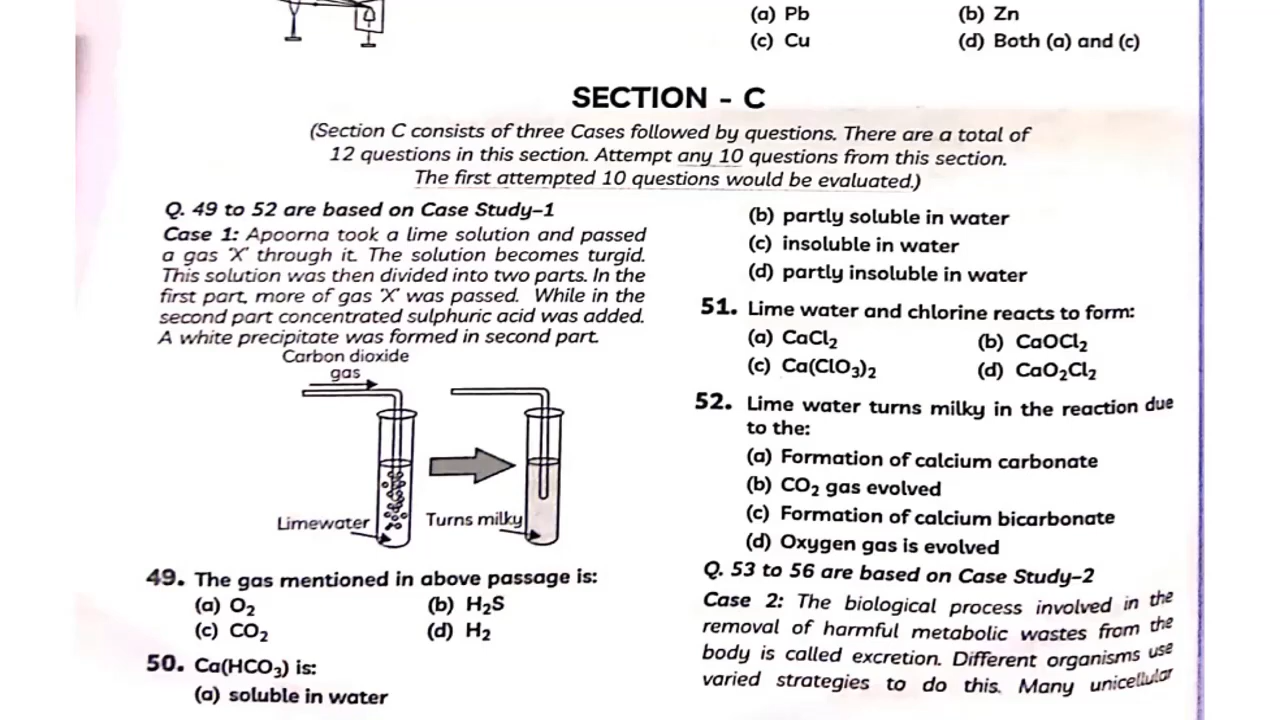 (a) Pb (b) Zn
(c) Cu (d) Both (a) and (c)
SECTION - C
(Section C consists of three Cases followed by questions. There are a total of
12 questions in this section. Attempt any 10 questions from this section.
The first attempted 10 questions would be evaluated.)
Q. 49 to 52 are based on Case Study-1
Case 1: Apoorna took a lime solution and passed
a gas 'X' through it. The solution becomes turgid.
This solution was then divided into two parts. In the
first part, more of gas 'X' was passed. While in the
second part concentrated sulphuric acid was added.
A white precipitate was formed in second part.
Carbon dioxide
gas
Limewater
Turns milky
49. The gas mentioned in above passage is:
(a) O₂ (b) H₂S
(c) CO₂ (d) H₂
50. Ca(HCO₃) is:
(a) soluble in water
(b) partly soluble in water
(c) insoluble in water
(d) partly insoluble in water
51. Lime water and chlorine reacts to form:
(a) CaCl₂ (b) CaOCl₂
(c) Ca(ClO₃)₂ (d) CaO₂Cl₂
52. Lime water turns milky in the reaction due
to the:
(a) Formation of calcium carbonate
(b) CO₂ gas evolved
(c) Formation of calcium bicarbonate
(d) Oxygen gas is evolved
Q. 53 to 56 are based on Case Study-2
Case 2: The biological process involved in the
removal of harmful metabolic wastes from the
body is called excretion. Different organisms use
varied strategies to do this. Many unicellular